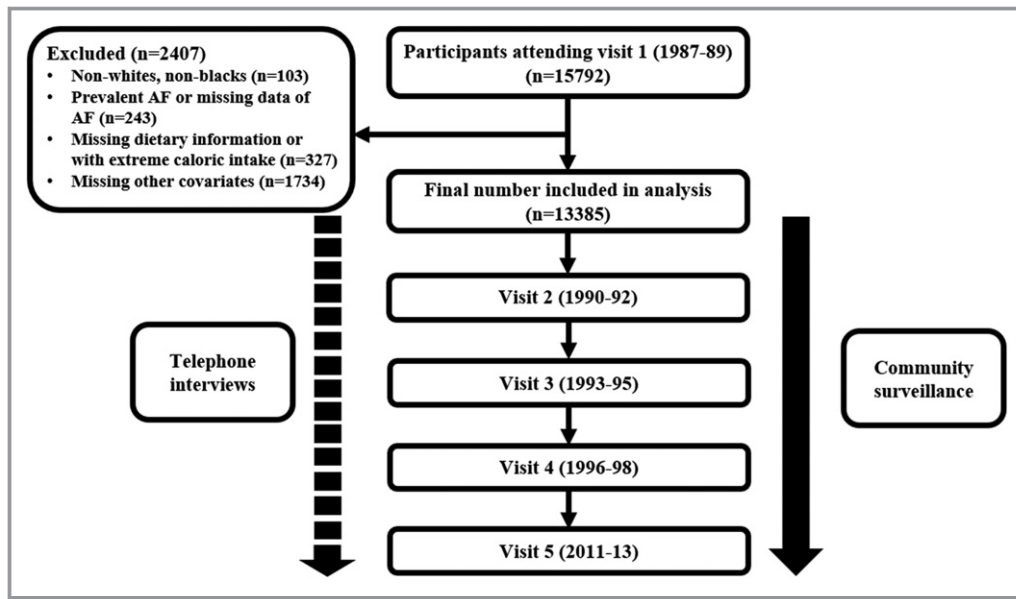 Excluded (n=2407)
• Non-whites, non-blacks (n=103)
• Prevalent AF or missing data of
AF (n=243)
• Missing dietary information or
with extreme caloric intake (n=327)
• Missing other covariates (n=1734)
Participants attending visit 1 (1987-89)
(n=15792)
Final number included in analysis
(n=13385)
Visit 2 (1990-92)
Visit 3 (1993-95)
Visit 4 (1996-98)
Visit 5 (2011-13)
Telephone
interviews
Community
surveillance